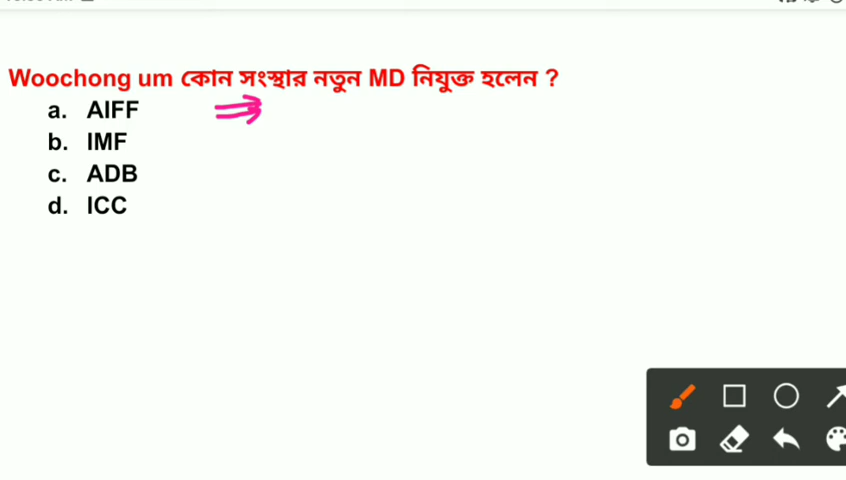 Woochong um কোন সংস্থার নতুন MD নিযুক্ত হলেন ?
a. AIFF
b. IMF
c. ADB
d. ICC